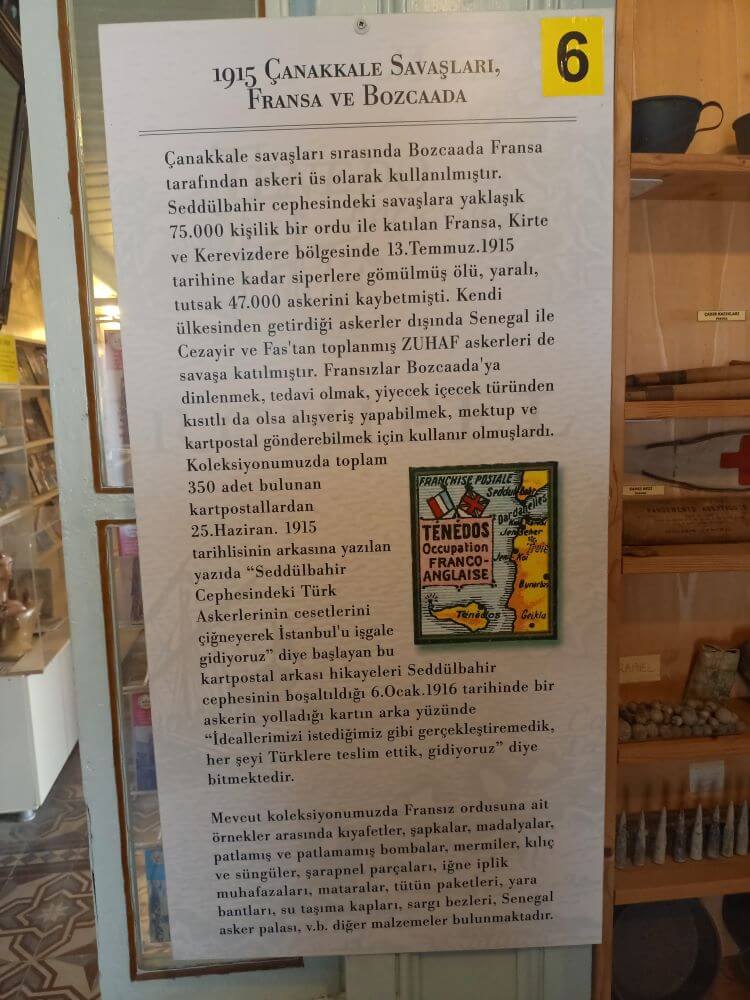 6
1915 Çanakkale Savaşları,
Fransa ve Bozcaada
Çanakkale savaşları sırasında Bozcaada Fransa
tarafından askeri üs olarak kullanılmıştır.
Seddülbahir cephesindeki savaşlara yaklaşık
75.000 kişilik bir ordu ile katılan Fransa, Kirte
ve Kerevizdere bölgesinde 13.Temmuz.1915
tarihine kadar siperlere gömülmüş ölü, yaralı,
tutsak 47.000 askerini kaybetmişti. Kendi
ülkesinden getirdiği askerler dışında Senegal ile
Cezayir ve Fas'tan toplanmış ZUHAF askerleri de
savaşa katılmıştır. Fransızlar Bozcaada'ya
dinlenmek, tedavi olmak, yiyecek içecek türünden
kısıtlı da olsa alışveriş yapabilmek, mektup ve
kartpostal gönderebilmek için kullanır olmuşlardı.
Koleksiyonumuzda toplam
350 adet bulunan
kartpostallardan
25.Haziran. 1915
tarihlisinin arkasına yazılan
yazıda “Seddülbahir
Cephesindeki Türk
Askerlerinin cesetlerini
çiğneyerek İstanbul'u işgale
gidiyoruz” diye başlayan bu
kartpostal arkası hikayeleri Seddülbahir
cephesinin boşaltıldığı 6.Ocak.1916 tarihinde bir
askerin yolladığı kartın arka yüzünde
“İdeallerimizi istediğimiz gibi gerçekleştiremedik,
her şeyi Türklere teslim ettik, gidiyoruz” diye
bitmektedir.
FRANCHISE POSTALE
Seddul-Bahr
Dardanelles
TÉNÉDOS
Occupation
FRANCO-
ANGLAISE
Troie
Ténédos
Geikla
Mevcut koleksiyonumuzda Fransız ordusuna ait
örnekler arasında kıyafetler, şapkalar, madalyalar,
patlamış ve patlamamış bombalar, mermiler, kılıç
ve süngüler, şarapnel parçaları, iğne iplik
muhafazaları, mataralar, tütün paketleri, yara
bantları, su taşıma kapları, sargı bezleri, Senegal
asker palası, v.b. diğer malzemeler bulunmaktadır.
ÇADIR KAZIKLARI